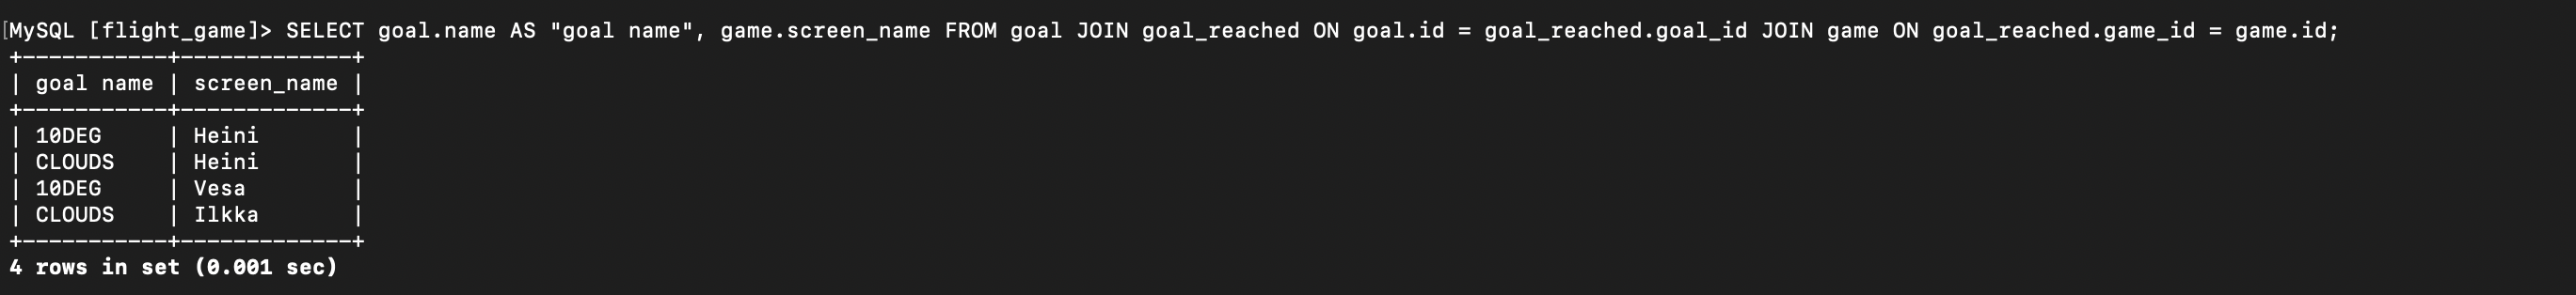 [MySQL [flight_game]> SELECT goal.name AS "goal name", game.screen_name FROM goal JOIN goal_reached ON goal.id = goal_reached.goal_id JOIN game ON goal_reached.game_id = game.id;
+-----------+-------------+
| goal name | screen_name |
+-----------+-------------+
| 10DEG     | Heini       |
| CLOUDS    | Heini       |
| 10DEG     | Vesa        |
| CLOUDS    | Ilkka       |
+-----------+-------------+
4 rows in set (0.001 sec)